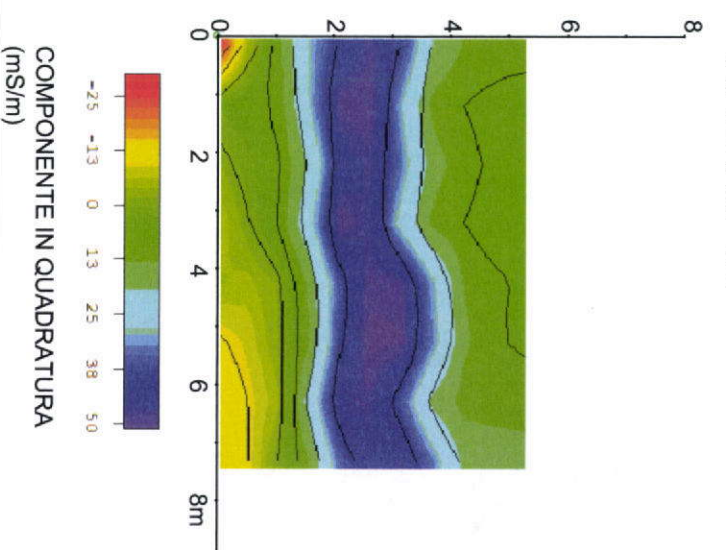 0 2 4 6 8
0 2 4 6 8m
-25 -13 0 13 25 38 50
COMPONENTE IN QUADRATURA
(mS/m)